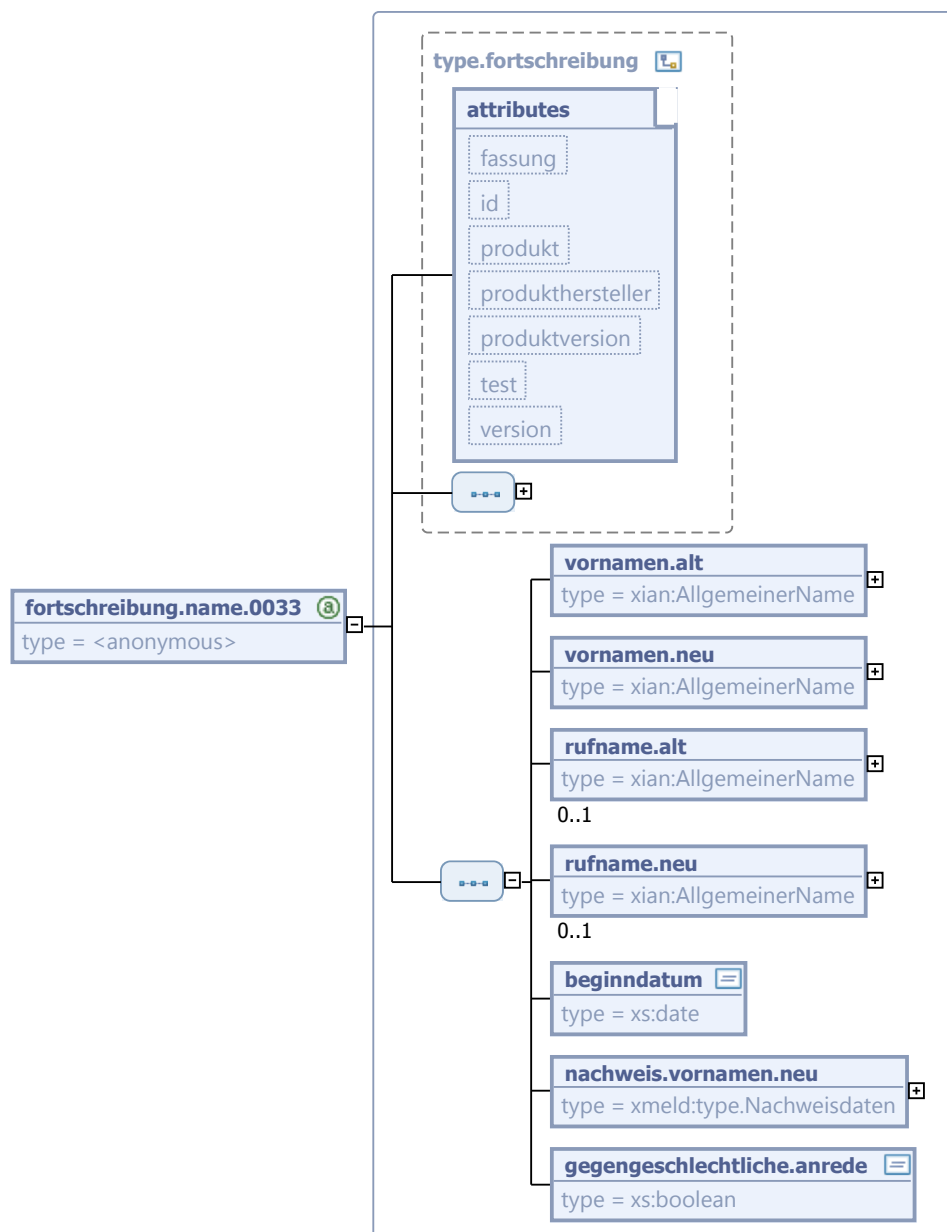 type.fortschreibung
attributes
fassung
id
produkt
produkthersteller
produktversion
test
version
fortschreibung.name.0033
type = <anonymous>
vornamen.alt
type = xian:AllgemeinerName
vornamen.neu
type = xian:AllgemeinerName
rufname.alt
type = xian:AllgemeinerName
0..1
rufname.neu
type = xian:AllgemeinerName
0..1
beginndatum
type = xs:date
nachweis.vornamen.neu
type = xmeld:type.Nachweisdaten
gegengeschlechtliche.anrede
type = xs:boolean